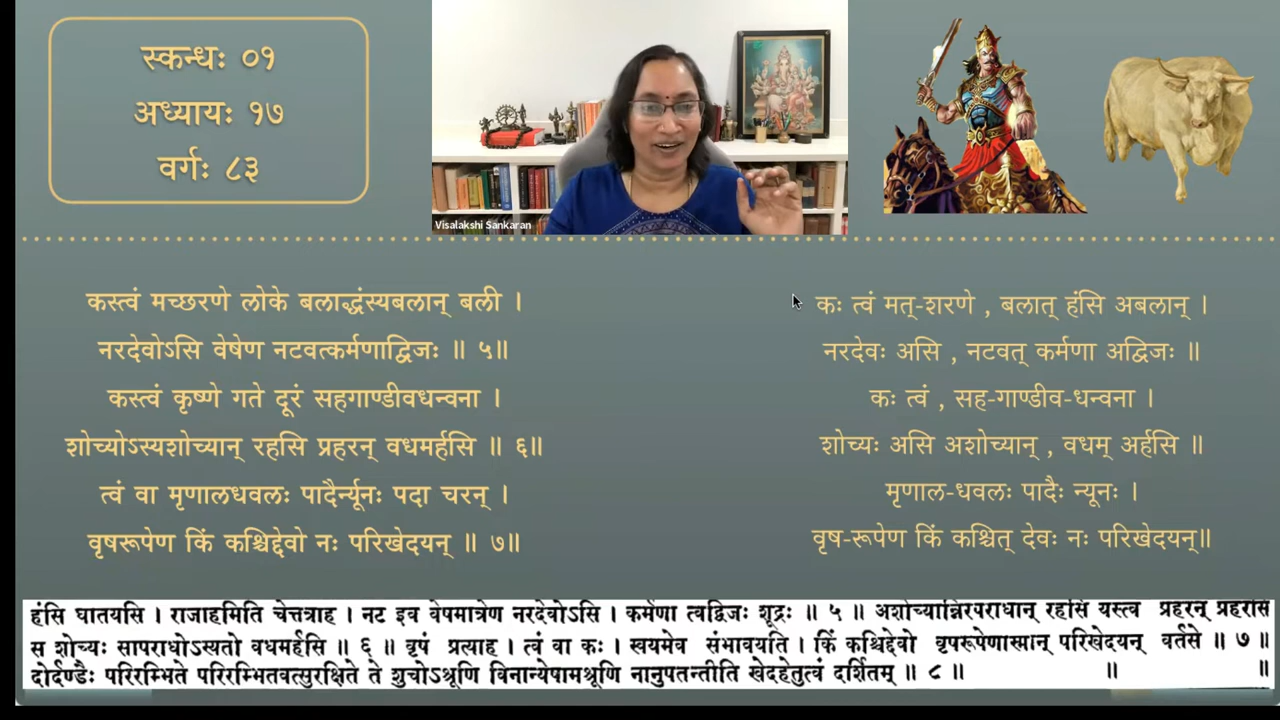 स्कन्धः ०१
अध्यायः १७
वर्गः ८३
Visalakshi Sankaran
कस्त्वं मच्छरणे लोके बलाद्धंस्यबलान् बली ।
नरदेवोऽसि वेषेण नटवत्कर्मणाद्विजः ॥ ५॥
कस्त्वं कृष्णे गते दूरं सहगाण्डीवधन्वना ।
शोच्योऽस्यशोच्यान् रहसि प्रहरन् वधमर्हसि ॥ ६॥
त्वं वा मृणालधवलः पादैर्न्यूनः पदा चरन् ।
वृषरूपेण किं कश्चिद्देवो नः परिखेदयन् ॥ ७॥
कः त्वं मत्-शरणे , बलात् हंसि अबलान् ।
नरदेवः असि , नटवत् कर्मणा अद्विजः ॥
कः त्वं , सह-गाण्डीव-धन्वना ।
शोच्यः असि अशोच्यान् , वधम् अर्हसि ॥
मृणाल-धवलः पादैः न्यूनः ।
वृष-रूपेण किं कश्चित् देवः नः परिखेदयन्॥
हंसि घातयसि । राजाहमिति चेत्तत्राह । नट इव वेषमात्रेण नरदेवोऽसि । कर्मणा त्वद्विजः शूद्रः ॥ ५ ॥ अशोच्यान्निरपराधान् रहसि यस्त्वं प्रहरन् प्रहरसि
स शोच्यः सापराधोऽस्यतो वधमर्हसि ॥ ६ ॥ वृषं प्रत्याह । त्वं वा कः । स्वयमेव संभावयति । किं कश्चिद्देवो वृषरूपेणास्मान् परिखेदयन् वर्तसे ॥ ७ ॥
दोर्दण्डैः परिरम्भिते परिरम्भितवत्सुरक्षिते ते शुचोऽश्रूणि विनान्येषामश्रूणि नानुपतन्तीति खेदहेतुत्वं दर्शितम् ॥ ८ ॥ ॥ ॥